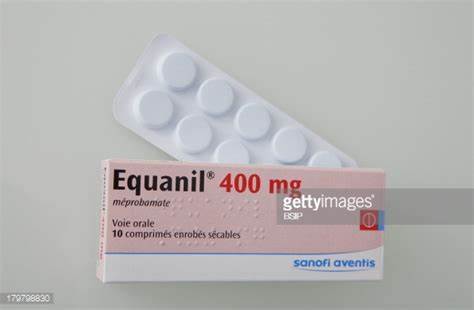 Equanil® 400 mg
méprobamate
Voie orale
10 comprimés enrobés sécables
sanofi aventis
gettyimages
BSIP
179798830